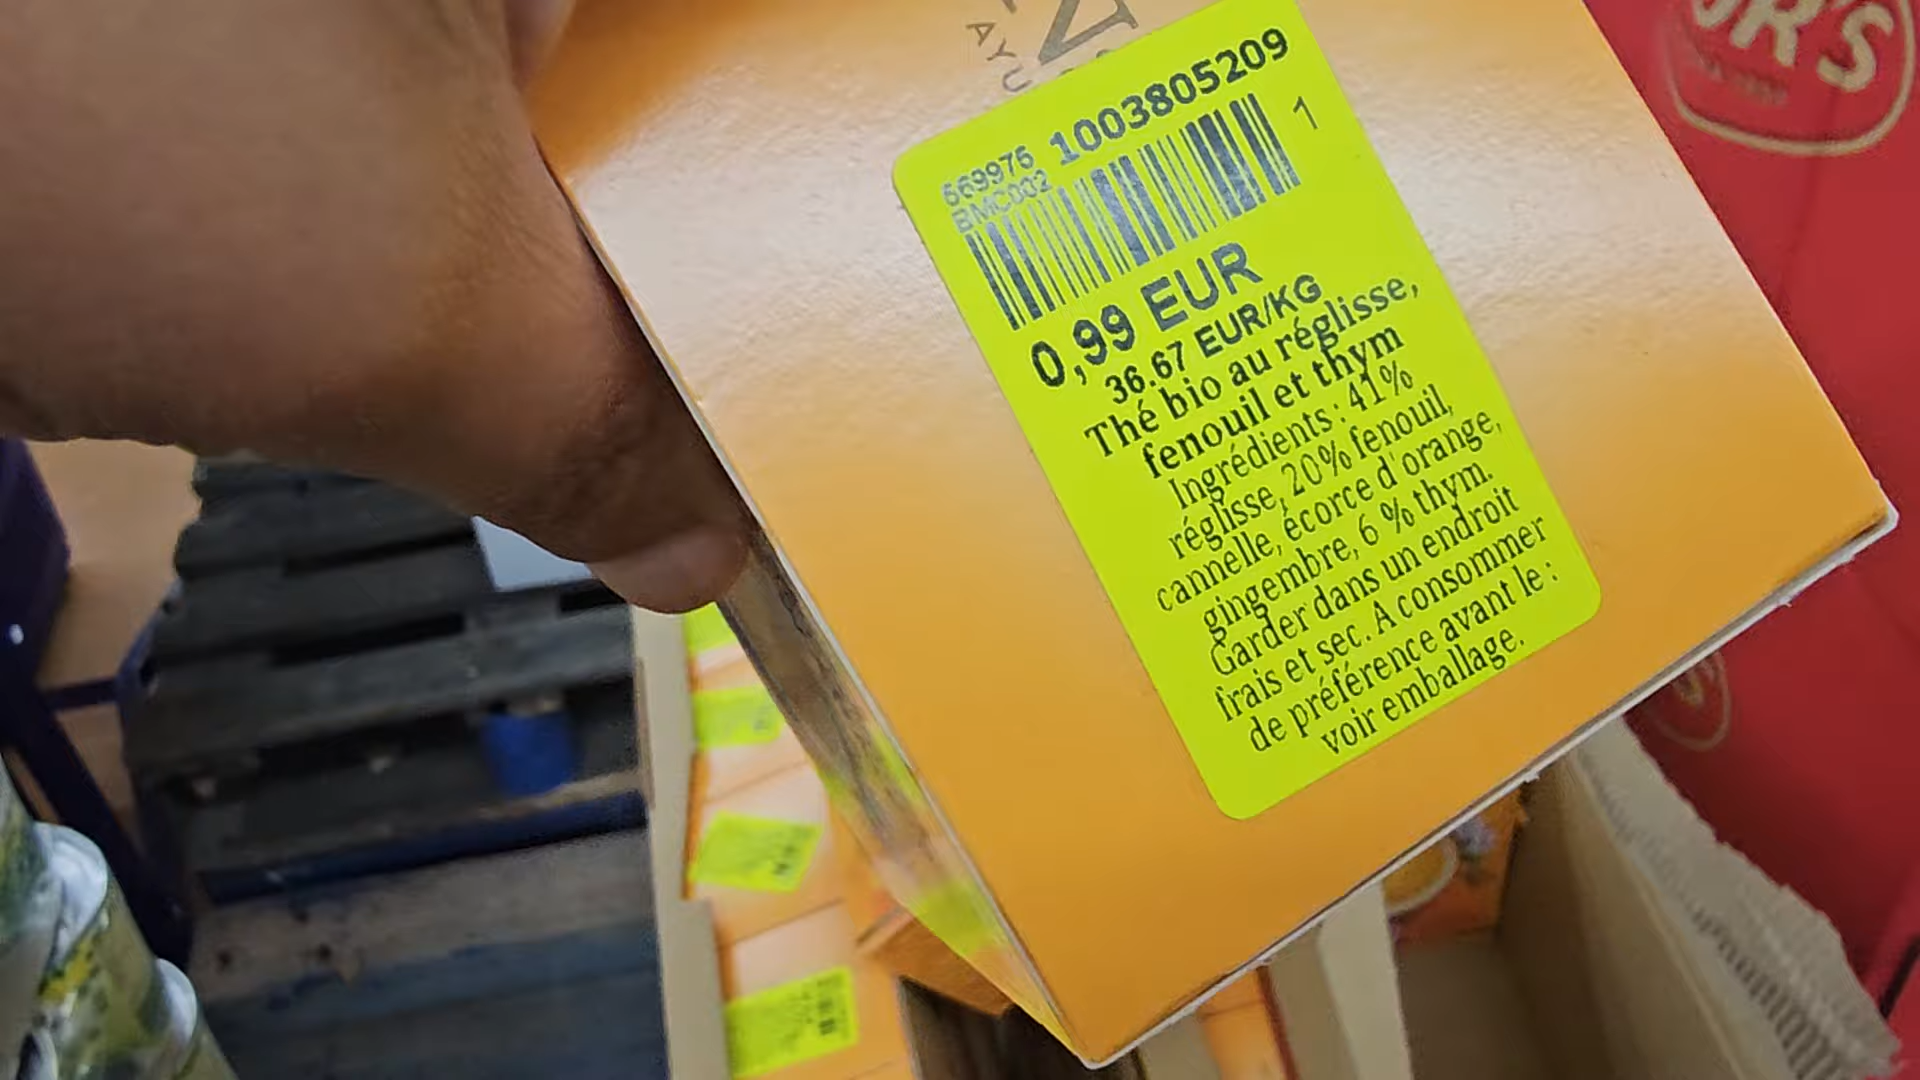 AYU
1003805209
669976
BMC002
1
0,99 EUR
36.67 EUR/KG
Thé bio au réglisse,
fenouil et thym
Ingrédients : 41%
réglisse, 20% fenouil,
cannelle, écorce d'orange,
gingembre, 6 % thym.
Garder dans un endroit
frais et sec. A consommer
de préférence avant le :
voir emballage.